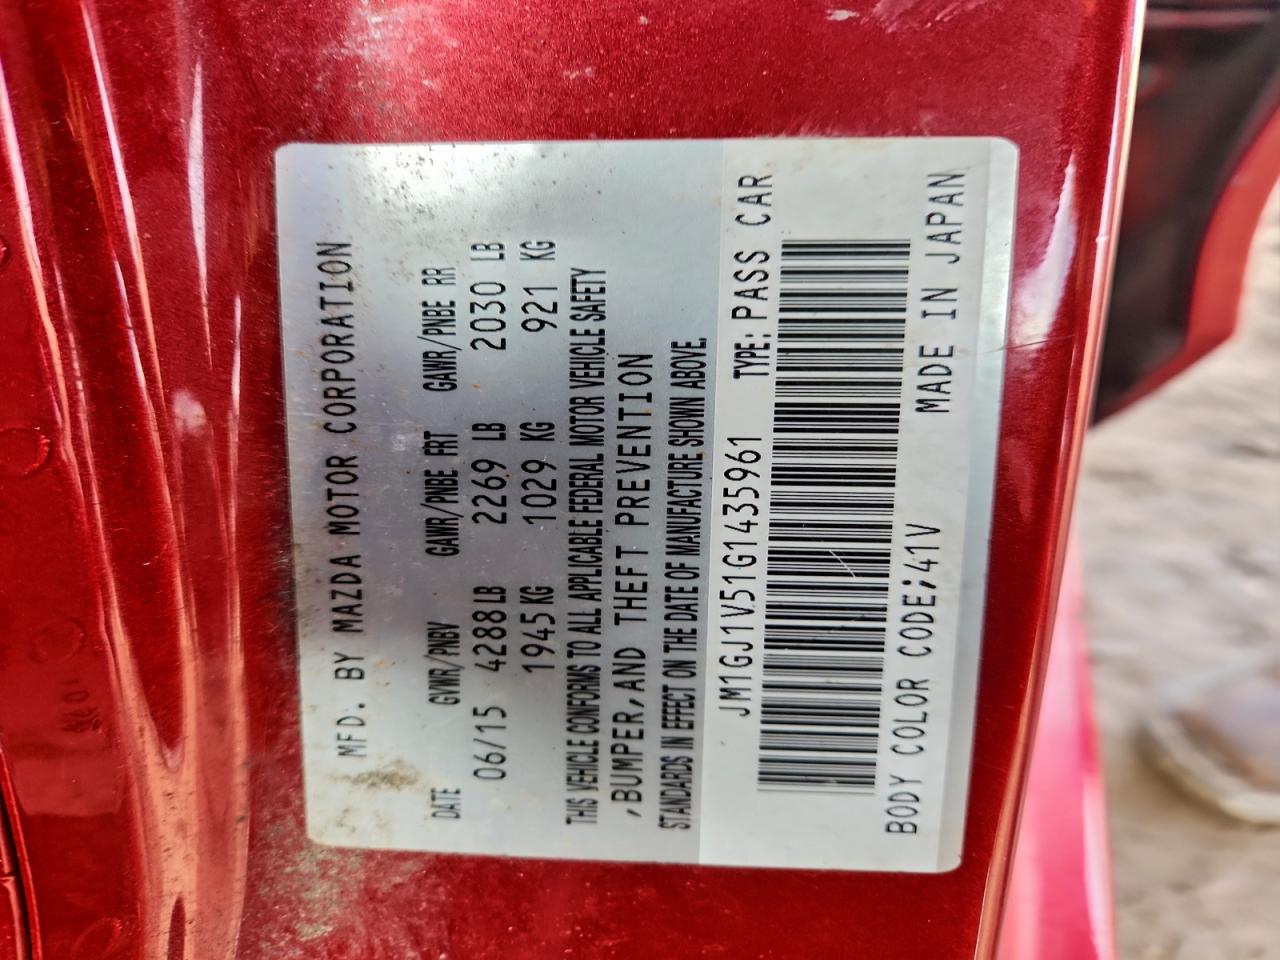 MFD. BY MAZDA MOTOR CORPORATION
DATE GVWR/PNBV GAWR/PNBE FRT GAWR/PNBE RR
06/15 4288 LB 2269 LB 2030 LB
1945 KG 1029 KG 921 KG
THIS VEHICLE CONFORMS TO ALL APPLICABLE FEDERAL MOTOR VEHICLE SAFETY
,BUMPER,AND THEFT PREVENTION
STANDARDS IN EFFECT ON THE DATE OF MANUFACTURE SHOWN ABOVE.
JM1GJ1V51G1435961 TYPE: PASS CAR
BODY COLOR CODE;41V MADE IN JAPAN